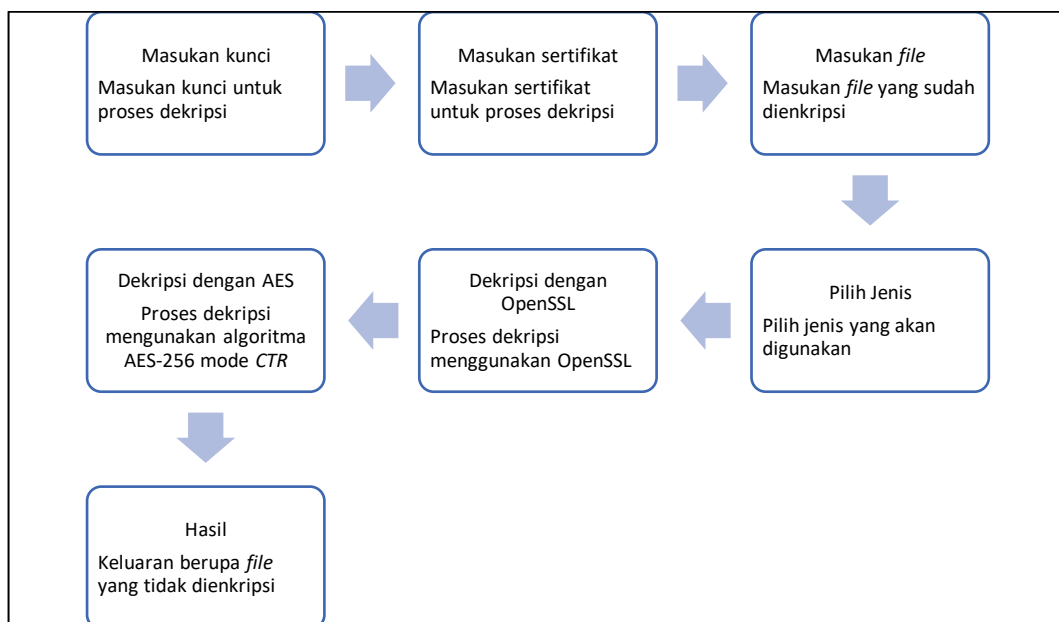 Masukan kunci
Masukan kunci untuk
proses dekripsi
Masukan sertifikat
Masukan sertifikat
untuk proses dekripsi
Masukan file
Masukan file yang sudah
dienkripsi
Pilih Jenis
Pilih jenis yang akan
digunakan
Dekripsi dengan
OpenSSL
Proses dekripsi
menggunakan OpenSSL
Dekripsi dengan AES
Proses dekripsi
mengunakan algoritma
AES-256 mode CTR
Hasil
Keluaran berupa file
yang tidak dienkripsi